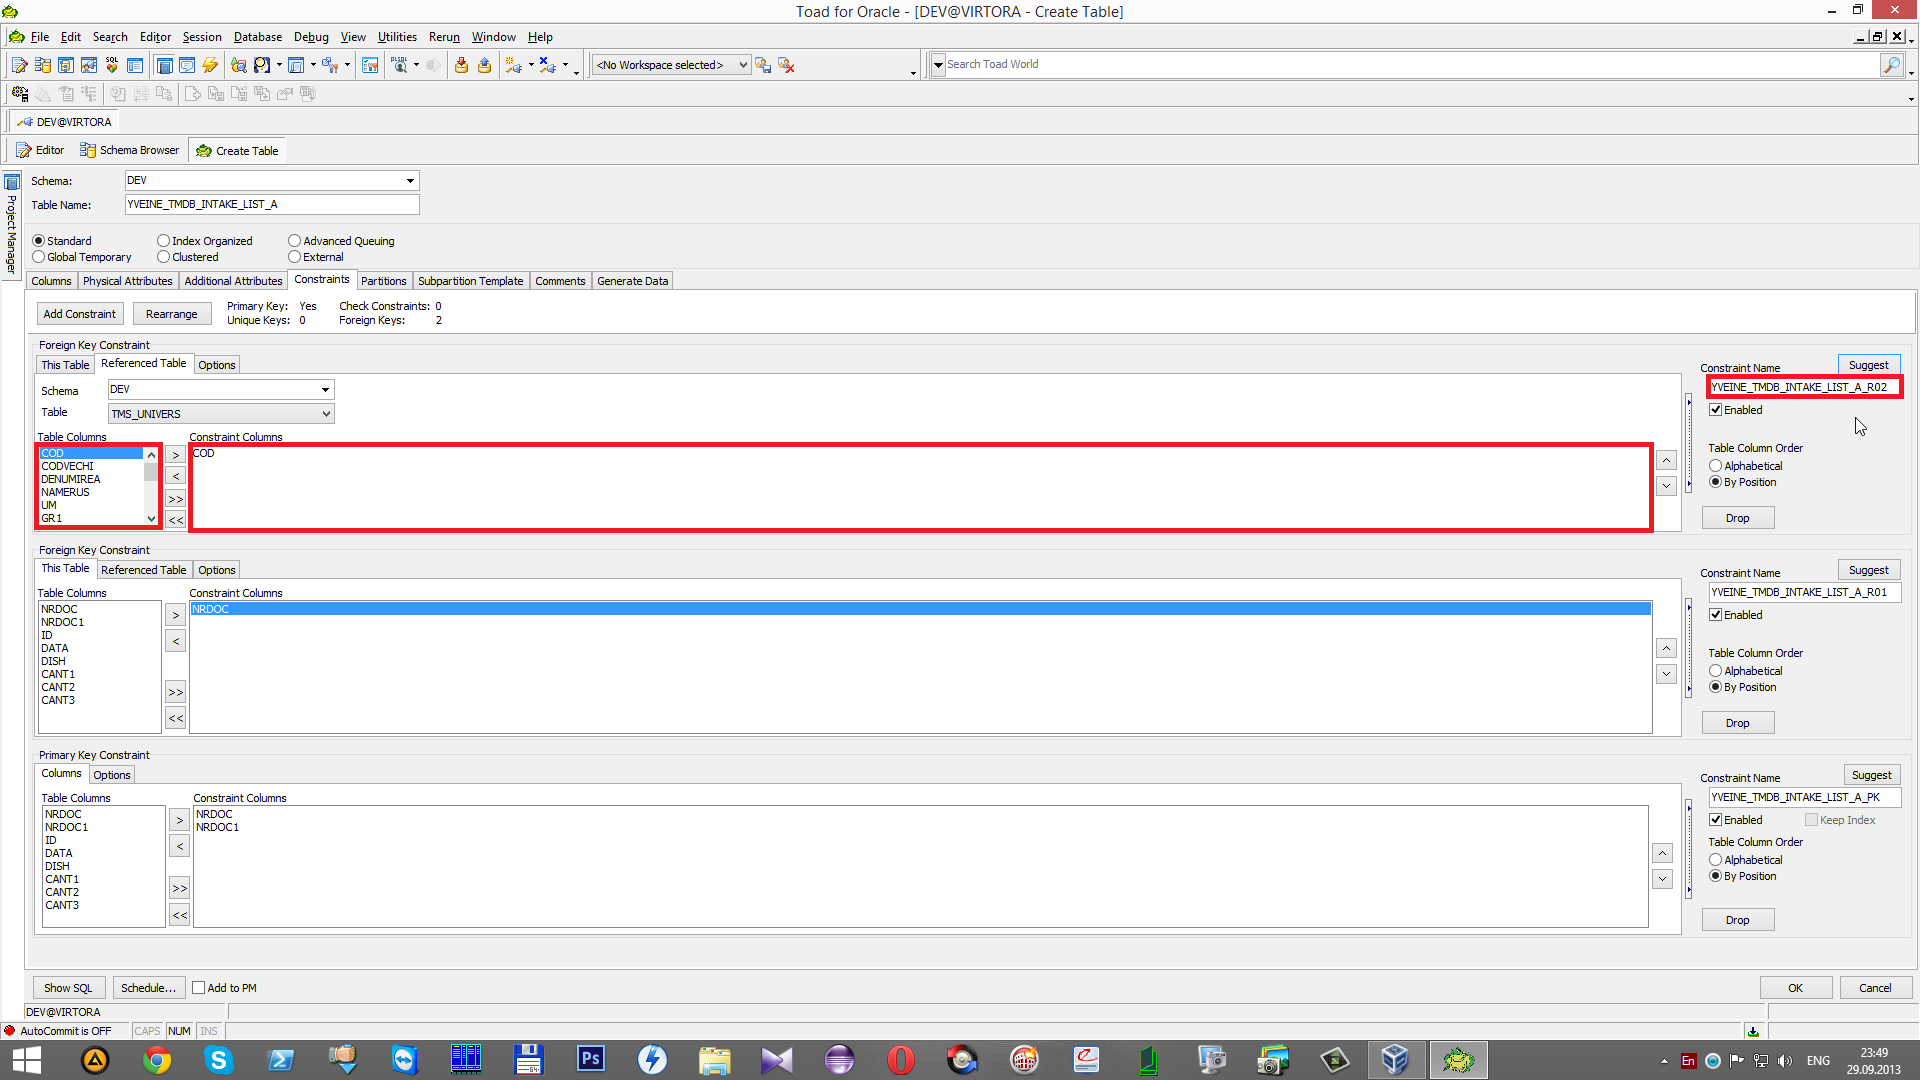 Toad for Oracle - [DEV@VIRTORA - Create Table]
File Edit Search Editor Session Database Debug View Utilities Rerun Window Help
<No Workspace selected> Search Toad World
DEV@VIRTORA
Editor Schema Browser Create Table
Project Manager
Schema: DEV
Table Name: YVEINE_TMDB_INTAKE_LIST_A
Standard Index Organized Advanced Queuing
Global Temporary Clustered External
Columns Physical Attributes Additional Attributes Constraints Partitions Subpartition Template Comments Generate Data
Add Constraint Rearrange Primary Key: Yes Check Constraints: 0
Unique Keys: 0 Foreign Keys: 2
Foreign Key Constraint
This Table Referenced Table Options
Schema DEV
Table TMS_UNIVERS
Table Columns Constraint Columns
COD
CODVECHI
DENUMIREA
NAMERUS
UM
GR1
> < >> <<
COD
Constraint Name Suggest
YVEINE_TMDB_INTAKE_LIST_A_R02
Enabled
Table Column Order
Alphabetical
By Position
Drop
Foreign Key Constraint
This Table Referenced Table Options
Table Columns Constraint Columns
NRDOC
NRDOC1
ID
DATA
DISH
CANT1
CANT2
CANT3
> < >> <<
NRDOC
Constraint Name Suggest
YVEINE_TMDB_INTAKE_LIST_A_R01
Enabled
Table Column Order
Alphabetical
By Position
Drop
Primary Key Constraint
Columns Options
Table Columns Constraint Columns
NRDOC
NRDOC1
ID
DATA
DISH
CANT1
CANT2
CANT3
> < >> <<
NRDOC
NRDOC1
Constraint Name Suggest
YVEINE_TMDB_INTAKE_LIST_A_PK
Enabled Keep Index
Table Column Order
Alphabetical
By Position
Drop
Show SQL Schedule... Add to PM OK Cancel
DEV@VIRTORA
AutoCommit is OFF CAPS NUM INS
Ps
En ENG 23:49
29.09.2013